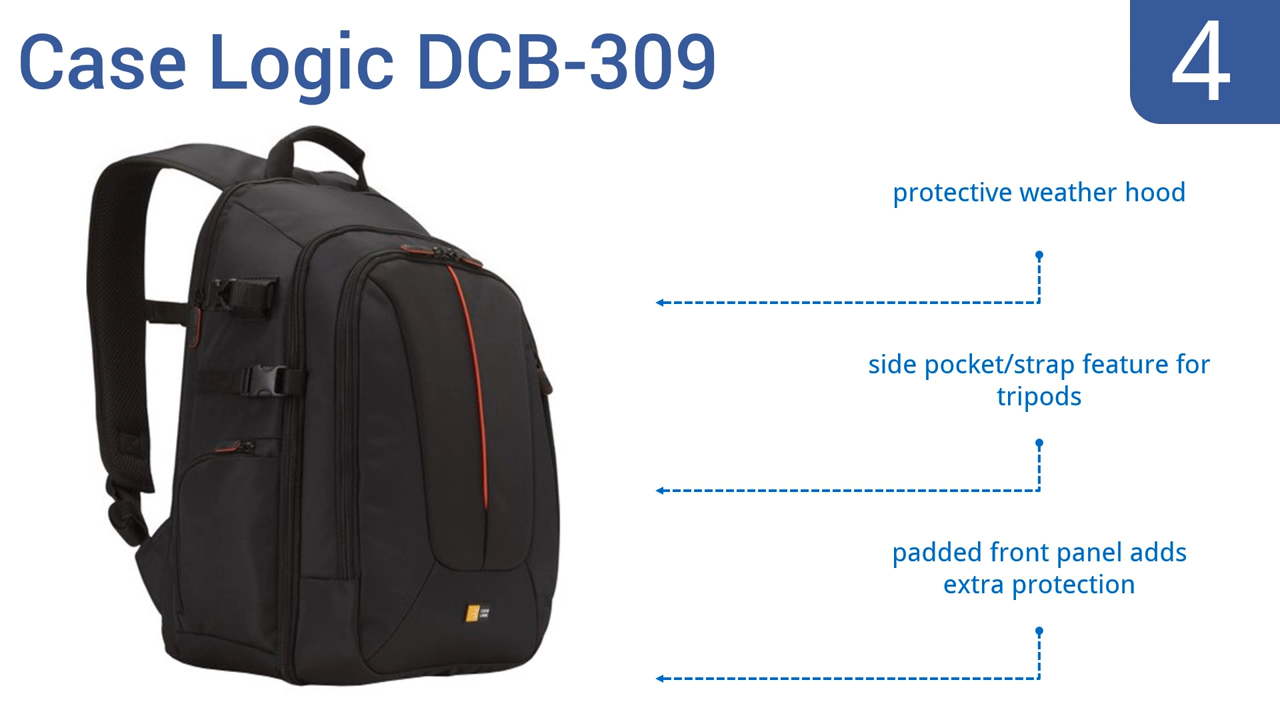 Case Logic DCB-309
4
protective weather hood
side pocket/strap feature for
tripods
padded front panel adds
extra protection